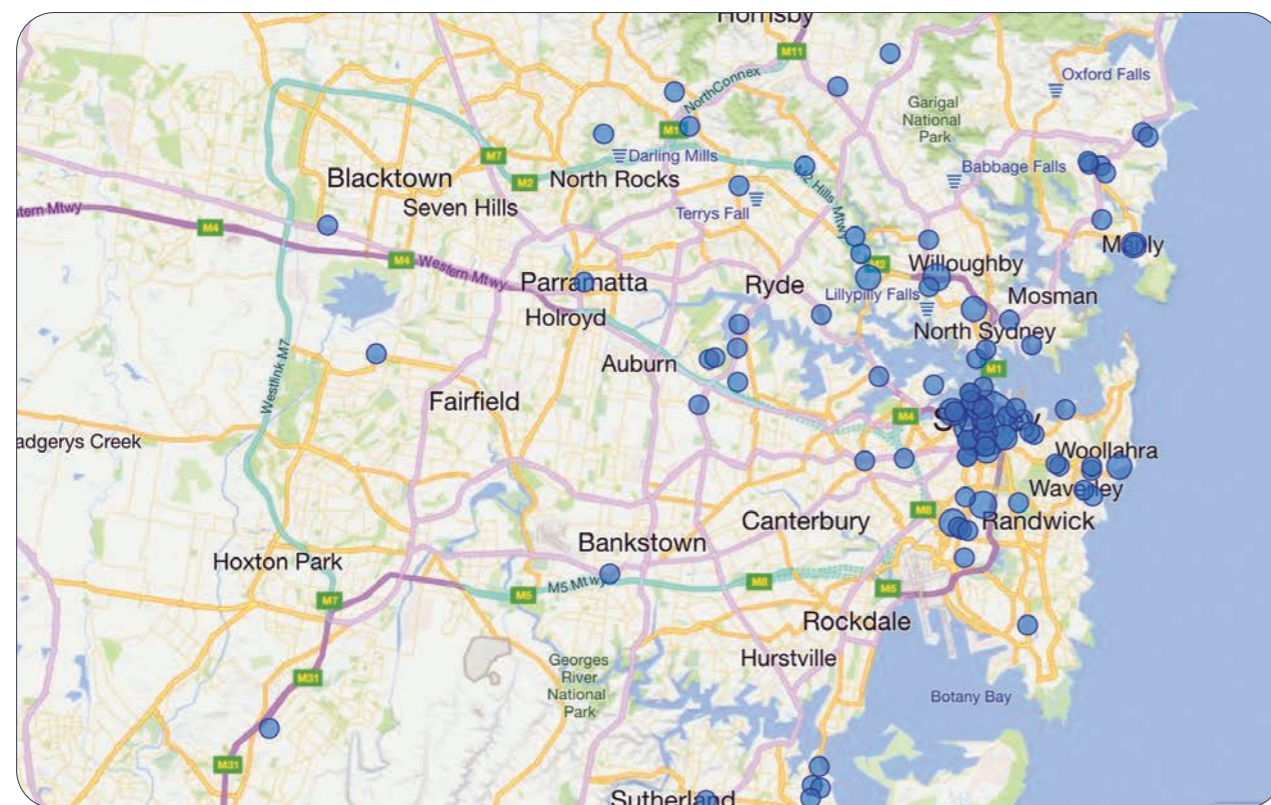 Hornsby
M11
Oxford Falls
NorthConnex
Garigal
National
Park
M1
Darling Mills
M7
Babbage Falls
Blacktown
M2
North Rocks
M2 Hills Mtwy
Seven Hills
Terrys Fall
tern Mtwy
M4
Manly
M4
Western Mtwy
M2
Willoughby
Parramatta
Ryde
Lillypilly Falls
Mosman
Holroyd
North Sydney
Westlink M7
Auburn
M1
Fairfield
M4
S y
adgerys Creek
Woollahra
Waverley
M8
Canterbury
Randwick
Bankstown
Hoxton Park
M5 Mtwy
M8
M5
M5
M7
Rockdale
Hurstville
Georges
River
National
Park
M31
Botany Bay
M31
Sutherland